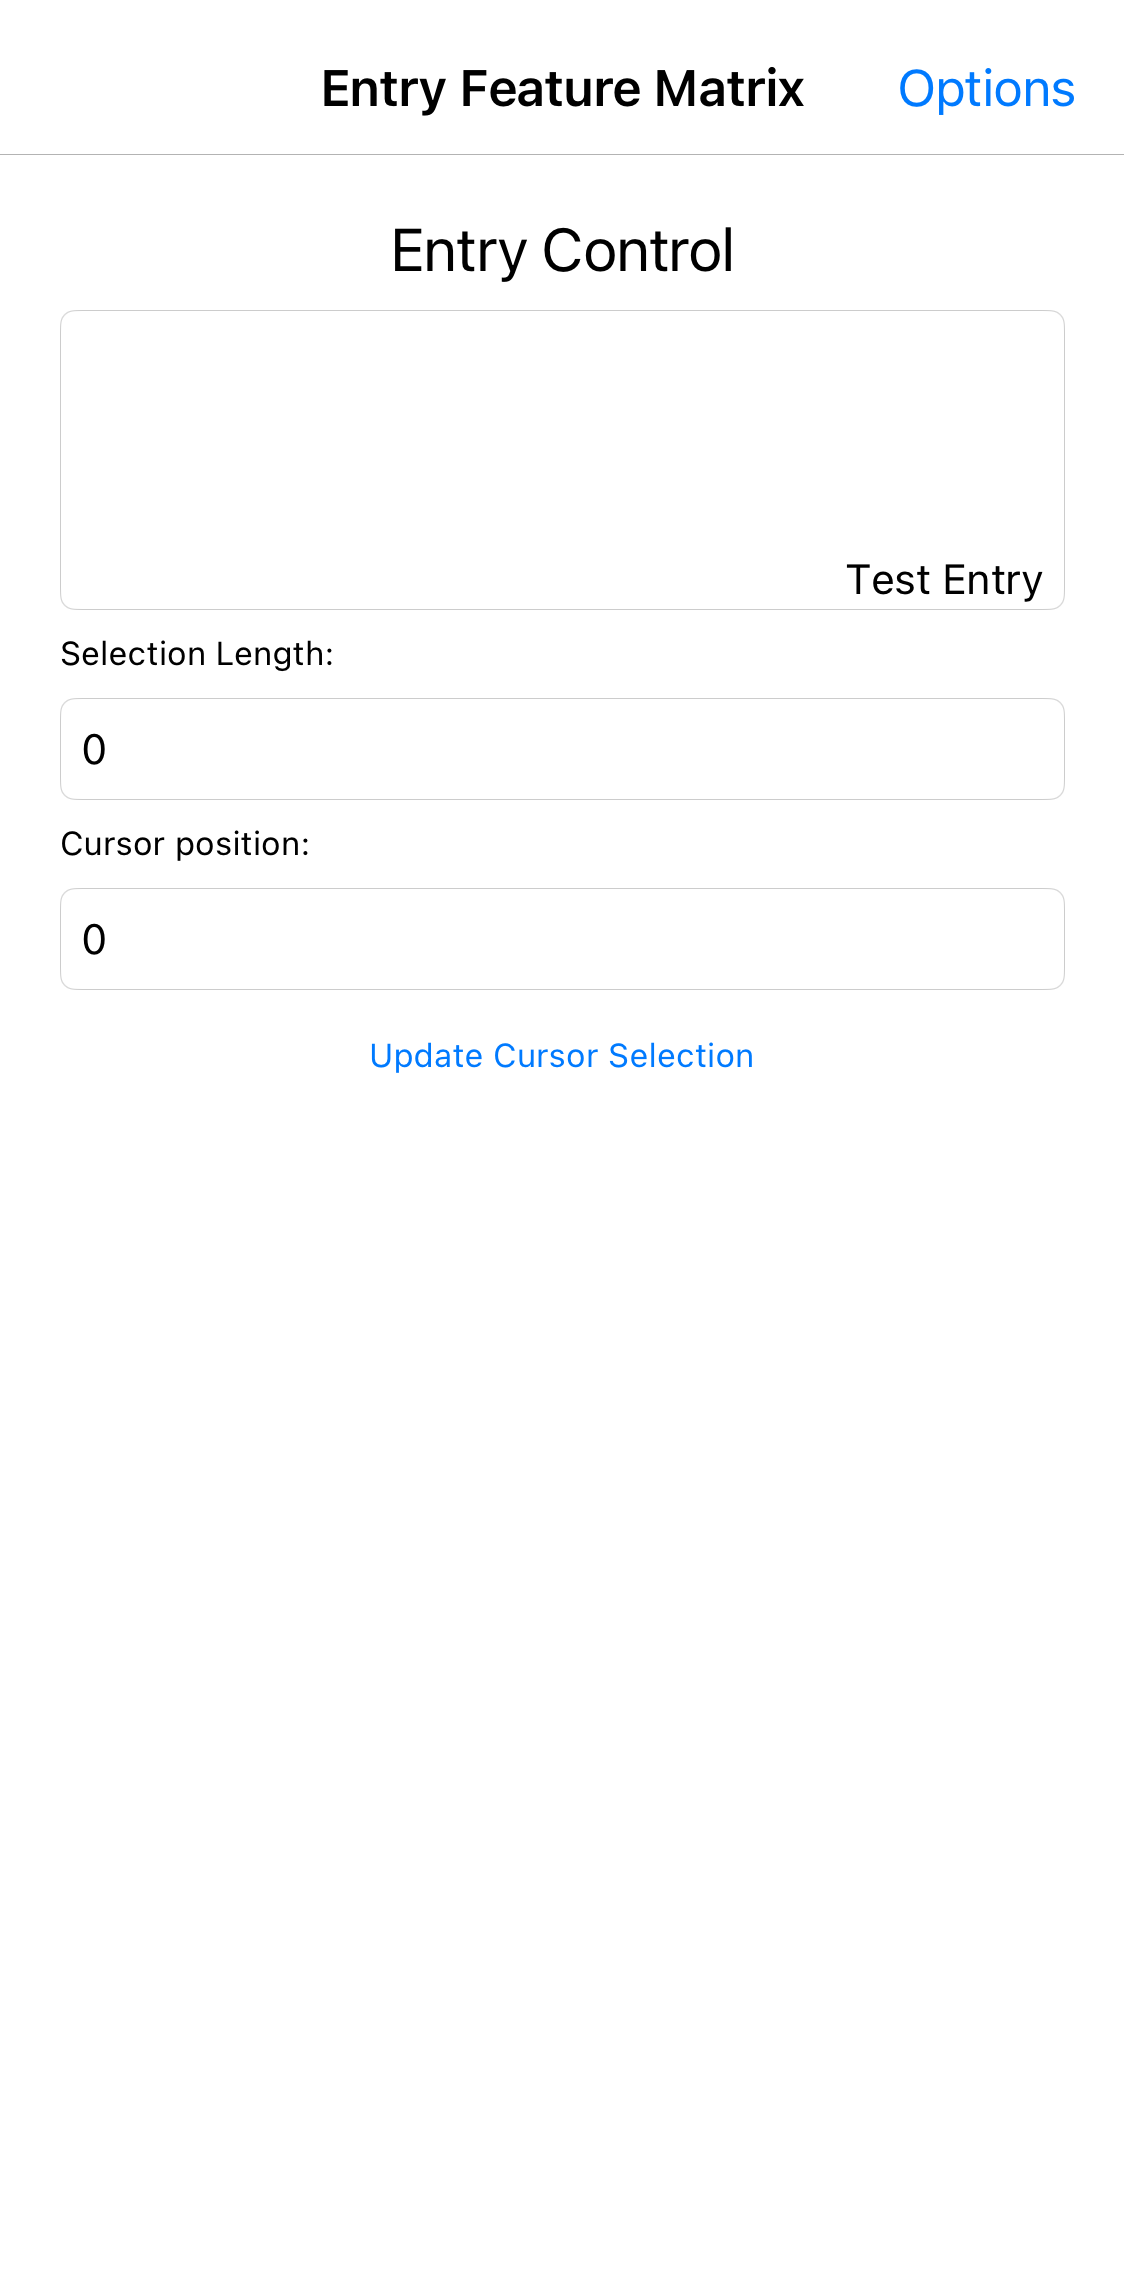 Entry Feature Matrix
Options
Entry Control
Test Entry
Selection Length:
0
Cursor position:
0
Update Cursor Selection